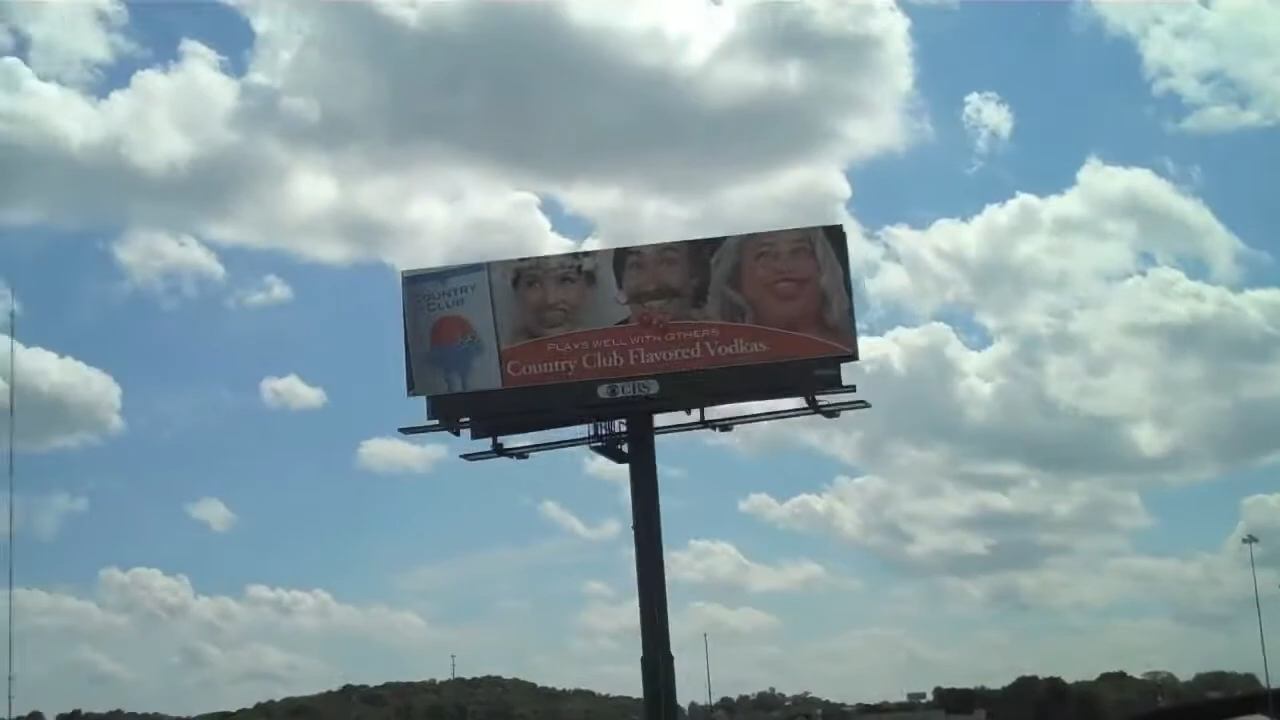 COUNTRY
CLUB
PLAYS WELL WITH OTHERS
Country Club Flavored Vodkas.
CBS